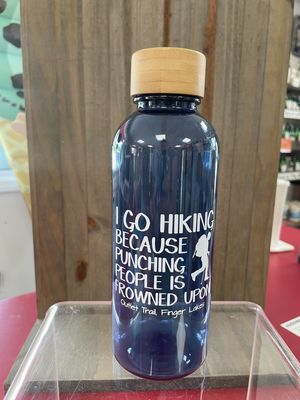 I GO HIKING
BECAUSE
PUNCHING
PEOPLE IS
FROWNED UPON
Outlet Trail, Finger Lakes